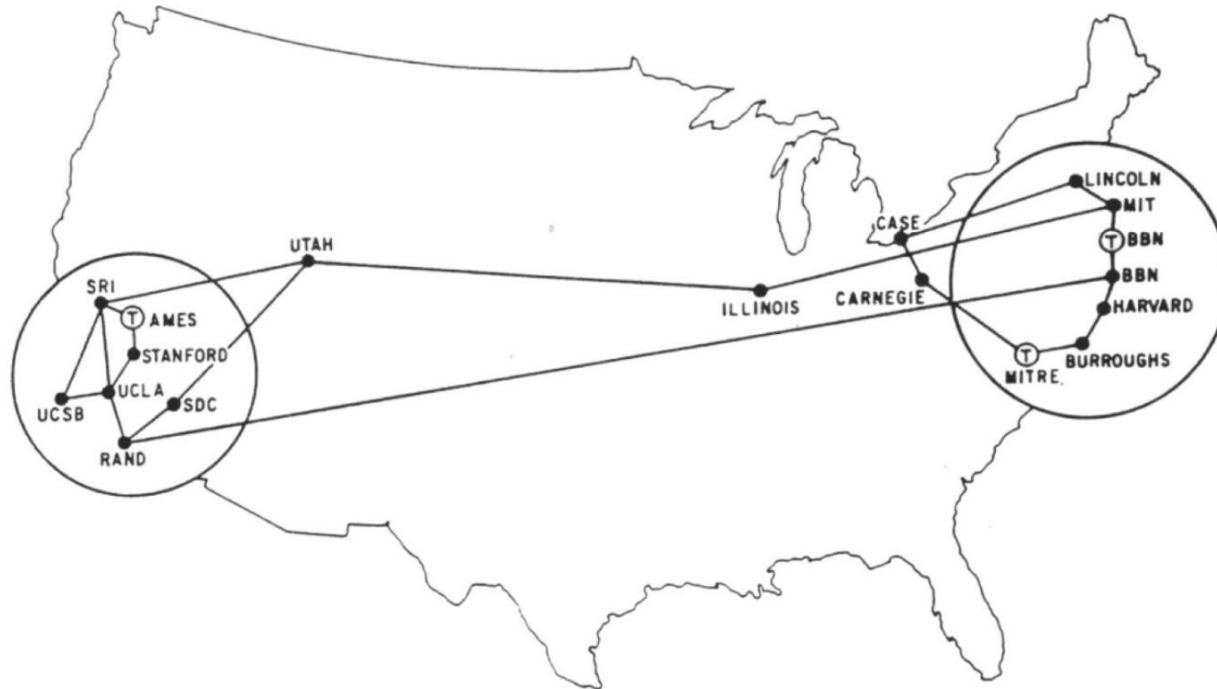 LINCOLN
MIT
CASE
T BBN
UTAH
SRI
BBN
ILLINOIS
CARNEGIE
HARVARD
T AMES
STANFORD
T
BURROUGHS
MITRE.
UCLA
SDC
UCSB
RAND